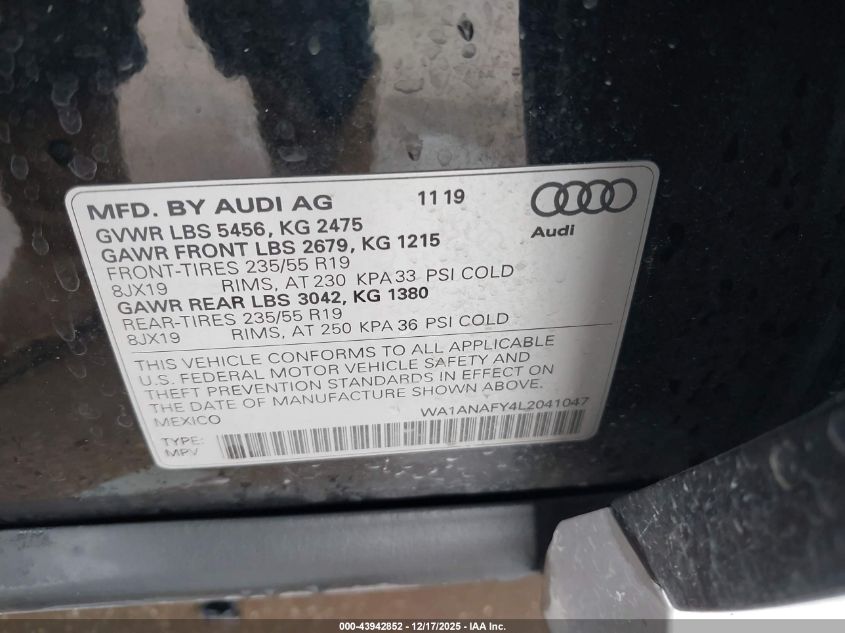 MFD. BY AUDI AG 11 19
GVWR LBS 5456, KG 2475
GAWR FRONT LBS 2679, KG 1215
Audi
FRONT-TIRES 235/55 R19
8JX19 RIMS, AT 230 KPA 33 PSI COLD
GAWR REAR LBS 3042, KG 1380
REAR-TIRES 235/55 R19
8JX19 RIMS, AT 250 KPA 36 PSI COLD
THIS VEHICLE CONFORMS TO ALL APPLICABLE
U.S. FEDERAL MOTOR VEHICLE SAFETY AND
THEFT PREVENTION STANDARDS IN EFFECT ON
THE DATE OF MANUFACTURE SHOWN ABOVE.
MEXICO WA1ANAFY4L2041047
TYPE:
MPV
000-43942852 - 12/17/2025 - IAA Inc.